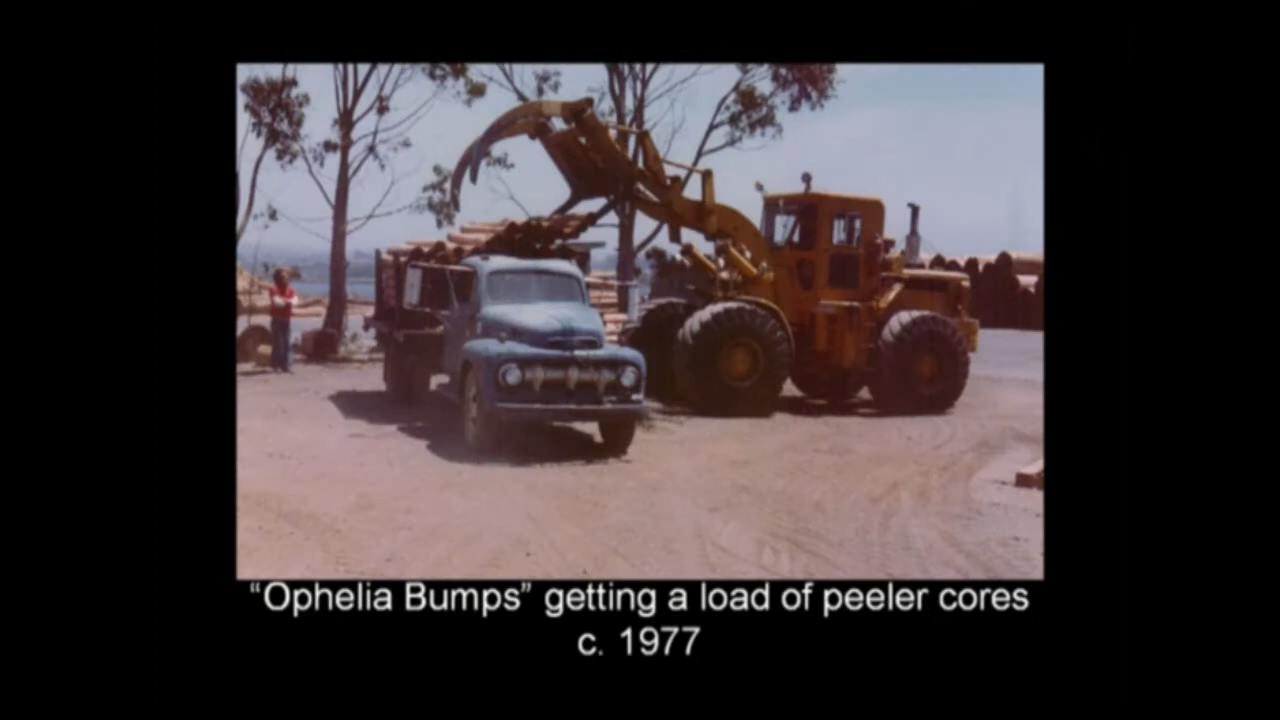 “Ophelia Bumps” getting a load of peeler cores
c. 1977